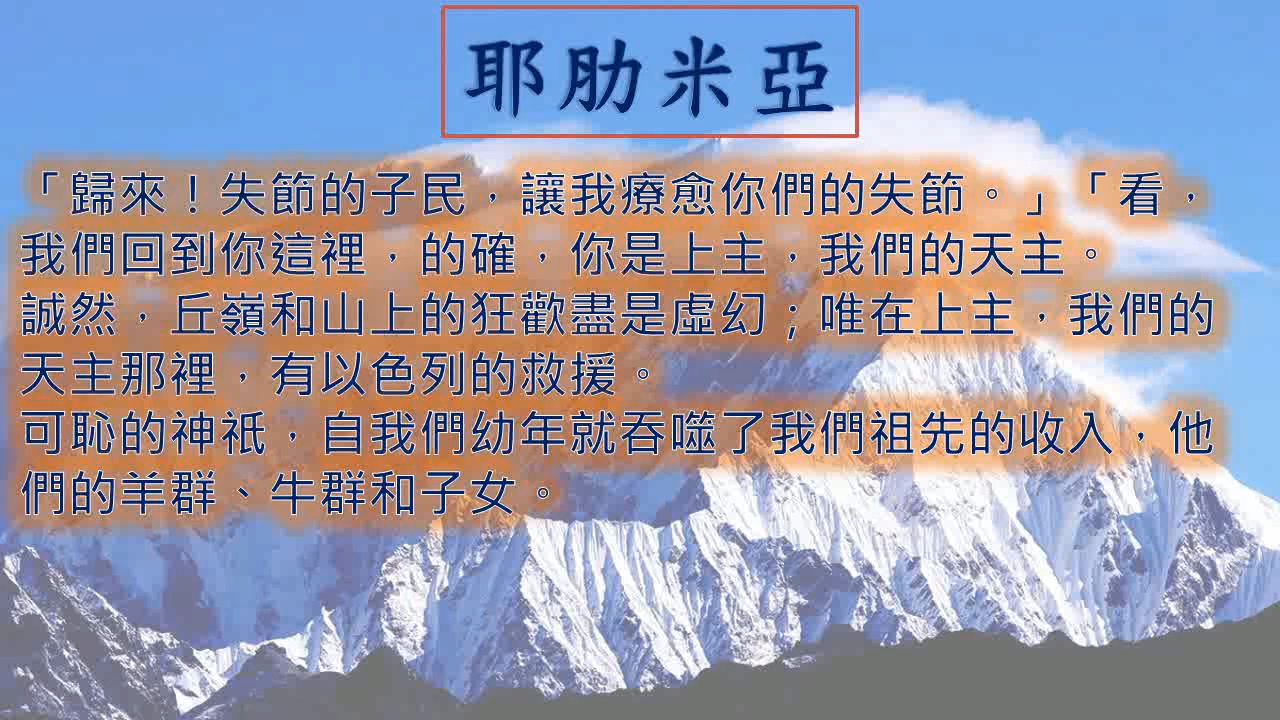 耶肋米亞
「歸來！失節的子民，讓我療愈你們的失節。」「看，
我們回到你這裡，的確，你是上主，我們的天主。
誠然，丘嶺和山上的狂歡盡是虛幻；唯在上主，我們的
天主那裡，有以色列的救援。
可恥的神祇，自我們幼年就吞噬了我們祖先的收入，他
們的羊群、牛群和子女。